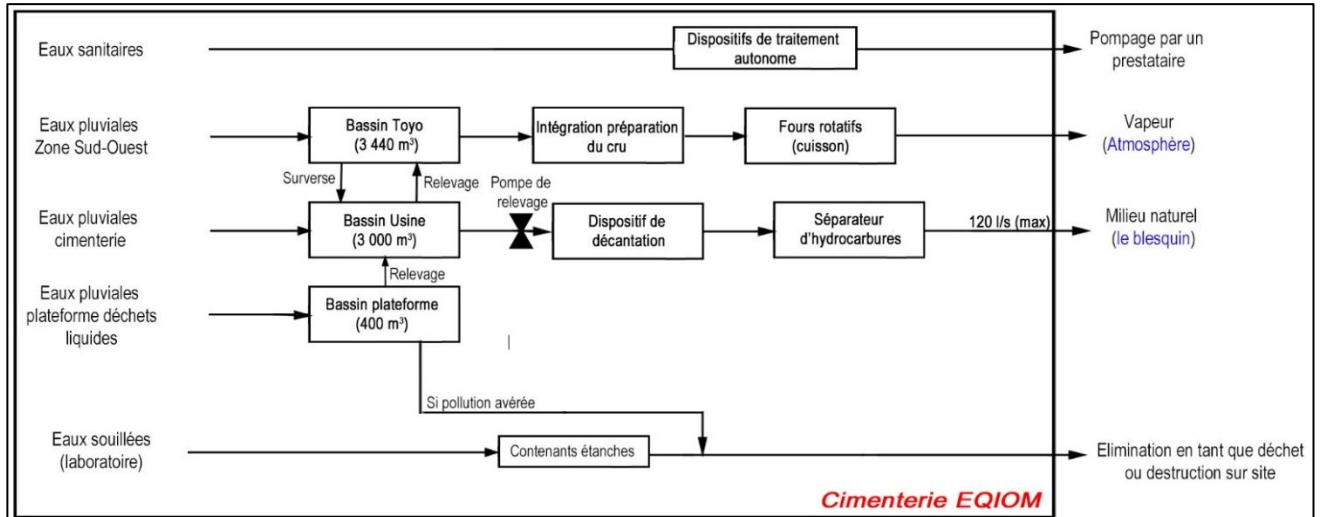 Eaux sanitaires
Dispositifs de traitement
autonome
Pompage par un
prestataire
Eaux pluviales
Zone Sud-Ouest
Bassin Toyo
(3 440 m³)
Intégration préparation
du cru
Fours rotatifs
(cuisson)
Vapeur
(Atmosphère)
Surverse
Relevage
Pompe de
relevage
Eaux pluviales
cimenterie
Bassin Usine
(3 000 m³)
Dispositif de
décantation
Séparateur
d'hydrocarbures
120 l/s (max)
Milieu naturel
(le blesquin)
Relevage
Eaux pluviales
plateforme déchets
liquides
Bassin plateforme
(400 m³)
Si pollution avérée
Eaux souillées
(laboratoire)
Contenants étanches
Elimination en tant que déchet
ou destruction sur site
Cimenterie EQIOM